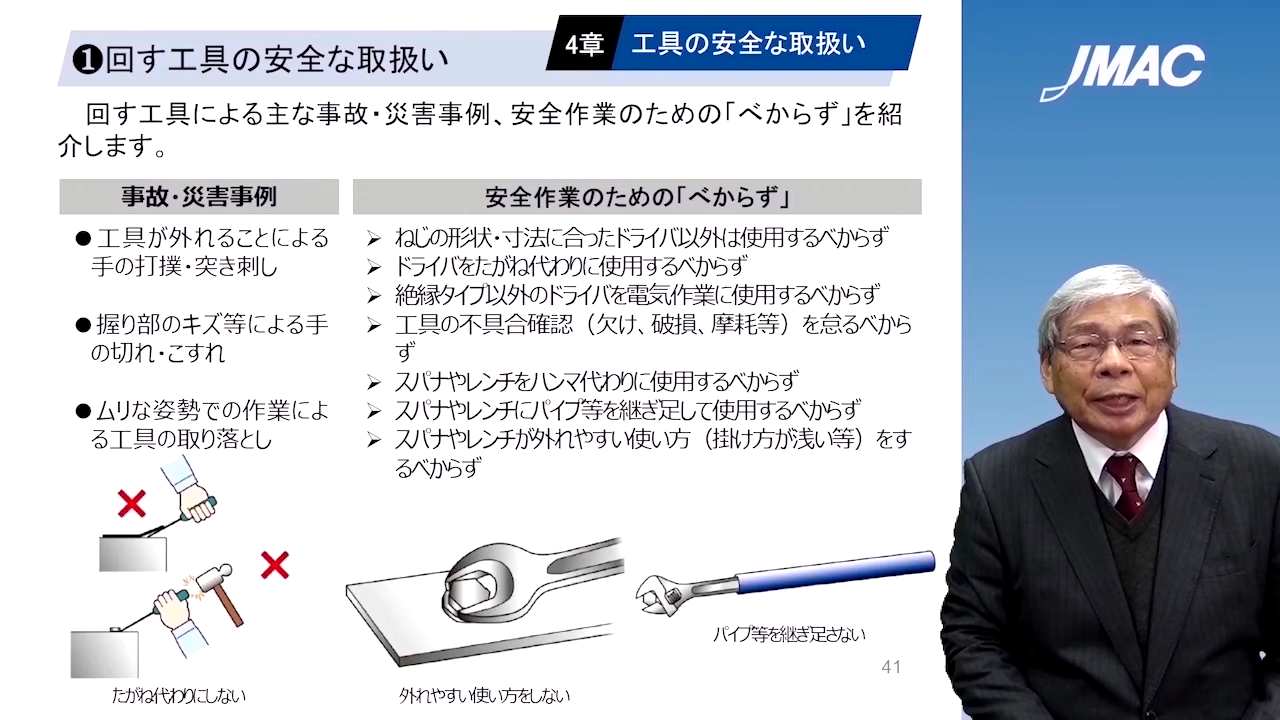 ❶回す工具の安全な取扱い
4章 工具の安全な取扱い
JMAC
回す工具による主な事故・災害事例、安全作業のための「べからず」を紹
介します。
事故・災害事例
●工具が外れることによる
手の打撲・突き刺し
●握り部のキズ等による手
の切れ・こすれ
●ムリな姿勢での作業によ
る工具の取り落とし
安全作業のための「べからず」
➢ ねじの形状・寸法に合ったドライバ以外は使用するべからず
➢ ドライバをたがね代わりに使用するべからず
➢ 絶縁タイプ以外のドライバを電気作業に使用するべからず
➢ 工具の不具合確認（欠け、破損、摩耗等）を怠るべから
ず
➢ スパナやレンチをハンマ代わりに使用するべからず
➢ スパナやレンチにパイプ等を継ぎ足して使用するべからず
➢ スパナやレンチが外れやすい使い方（掛け方が浅い等）をす
るべからず
たがね代わりにしない
外れやすい使い方をしない
パイプ等を継ぎ足さない
41